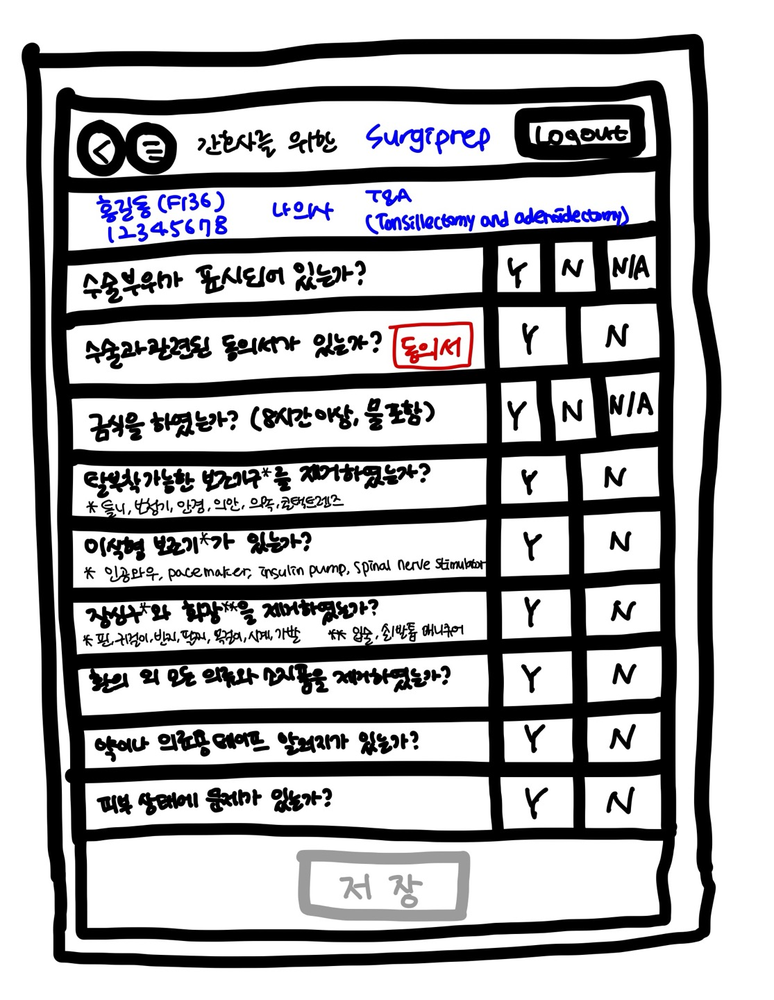 간호사를 위한 Surgiprep Logout
홍길동 (F136) 나의사 T&A
12345678 (Tonsillectomy and adenoidectomy)
수술부위가 표시되어 있는가? Y N N/A
수술과 관련된 동의서가 있는가? 동의서 Y N
금식을 하였는가? (8시간 이상, 물 포함) Y N N/A
탈부착 가능한 보조기구*를 제거하였는가? Y N
* 틀니, 보청기, 안경, 의안, 의족, 콘택트렌즈
이식형 보조기*가 있는가? Y N
* 인공와우, pacemaker, insulin pump, spinal nerve stimulator
장신구*와 화장**을 제거하였는가? Y N
* 핀, 귀걸이, 반지, 팔찌, 목걸이, 시계, 가발 ** 입술, 손/발톱 매니큐어
환의 외 모든 의류와 소지품을 제거하였는가? Y N
약이나 의료용 테이프 알러지가 있는가? Y N
피부 상태에 문제가 있는가? Y N
저장